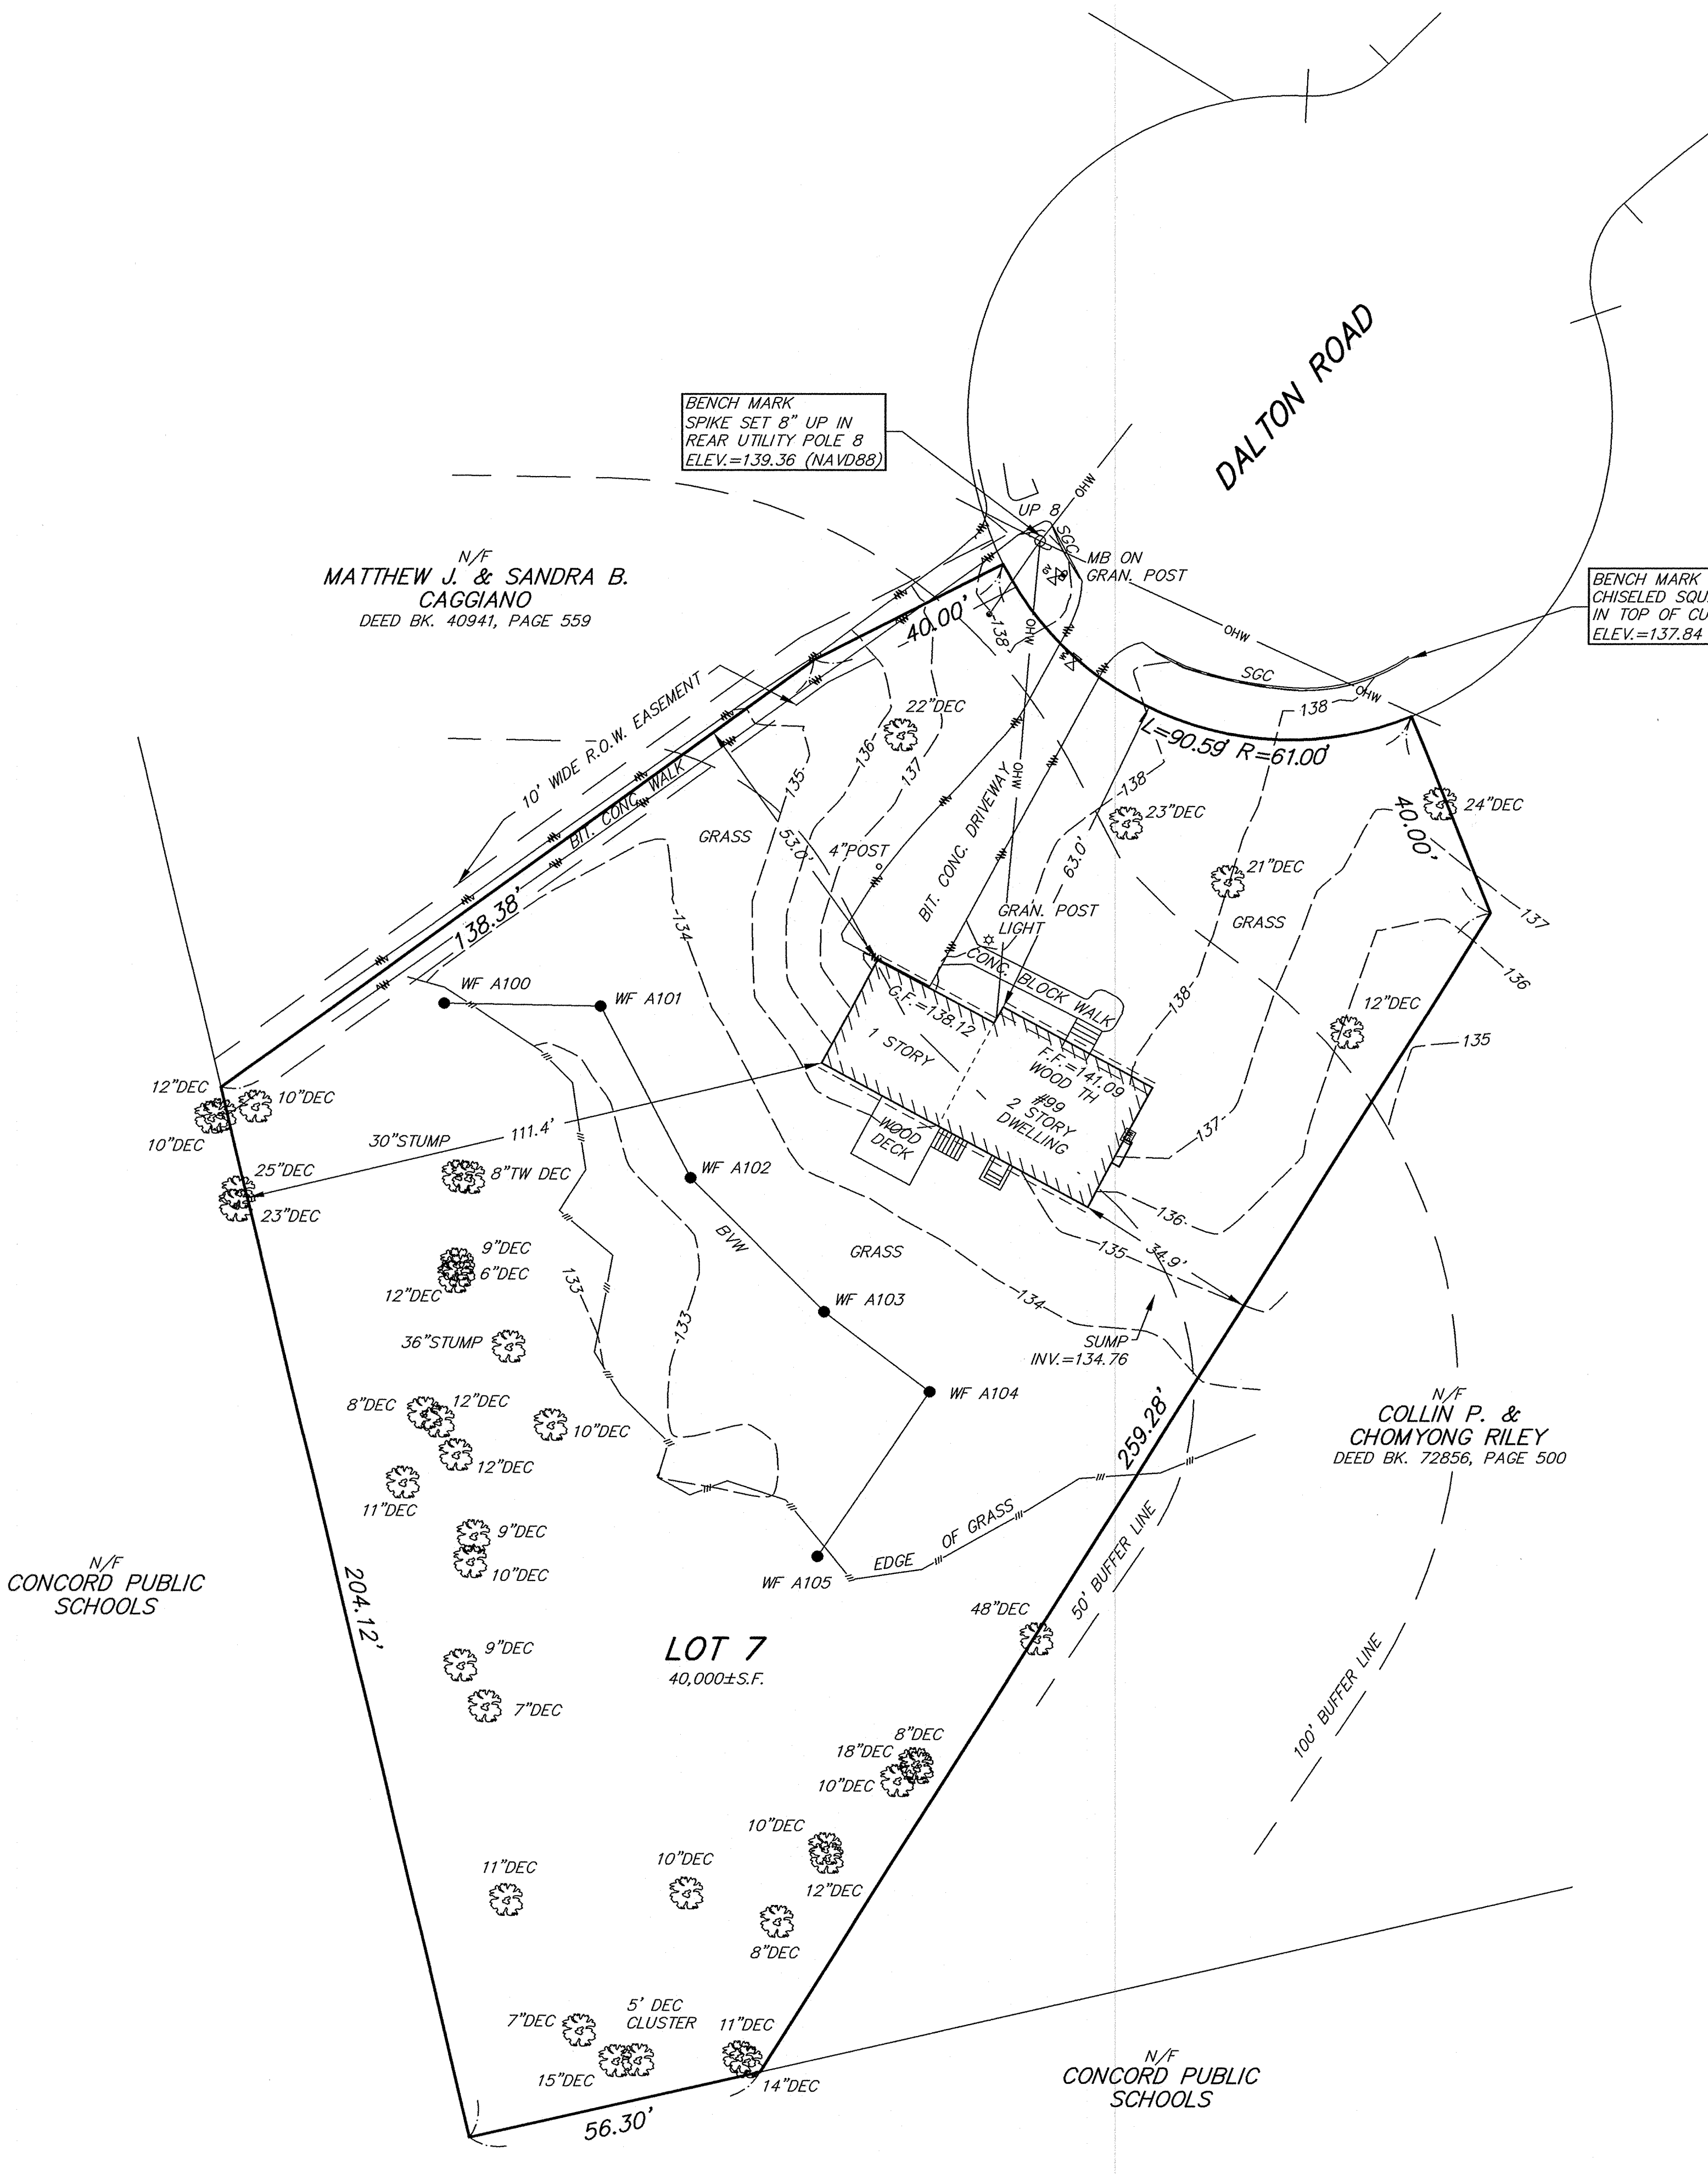 DALTON ROAD
BENCH MARK
SPIKE SET 8" UP IN
REAR UTILITY POLE 8
ELEV.=139.36 (NAVD88)
OHW
UP 8
SGC
MB ON
GRAN. POST
GV
N/F
MATTHEW J. & SANDRA B.
CAGGIANO
DEED BK. 40941, PAGE 559
BENCH MARK
CHISELED SQU
IN TOP OF CU
ELEV.=137.84
40.00'
138
OHW
OHW
WV
SGC
OHW
138
L=90.59' R=61.00'
10' WIDE R.O.W. EASEMENT
22"DEC
136
135
137
OHW
138
BIT. CONC. WALK
23"DEC
24"DEC
40.00'
GRASS
53.0'
4"POST
BIT. CONC. DRIVEWAY
63.0'
21"DEC
GRASS
GRAN. POST
LIGHT
137
138.38'
134
136
CONC. BLOCK WALK
WF A100
WF A101
G.F.=138.12
138
12"DEC
135
1 STORY
F.F.=141.09
WOOD TH
#99
2 STORY
DWELLING
12"DEC
10"DEC
10"DEC
30"STUMP
111.4'
WOOD
DECK
137
25"DEC
8"TW DEC
WF A102
23"DEC
136
BVW
GRASS
135
34.9'
9"DEC
6"DEC
12"DEC
133
WF A103
134
133
36"STUMP
SUMP
INV.=134.76
8"DEC
12"DEC
10"DEC
WF A104
N/F
COLLIN P. &
CHOMYONG RILEY
DEED BK. 72856, PAGE 500
12"DEC
259.28'
11"DEC
9"DEC
10"DEC
EDGE OF GRASS
50' BUFFER LINE
WF A105
N/F
CONCORD PUBLIC
SCHOOLS
204.12'
48"DEC
9"DEC
LOT 7
40,000±S.F.
7"DEC
100' BUFFER LINE
8"DEC
18"DEC
10"DEC
10"DEC
11"DEC
10"DEC
12"DEC
8"DEC
7"DEC
5' DEC
CLUSTER
11"DEC
15"DEC
14"DEC
56.30'
N/F
CONCORD PUBLIC
SCHOOLS